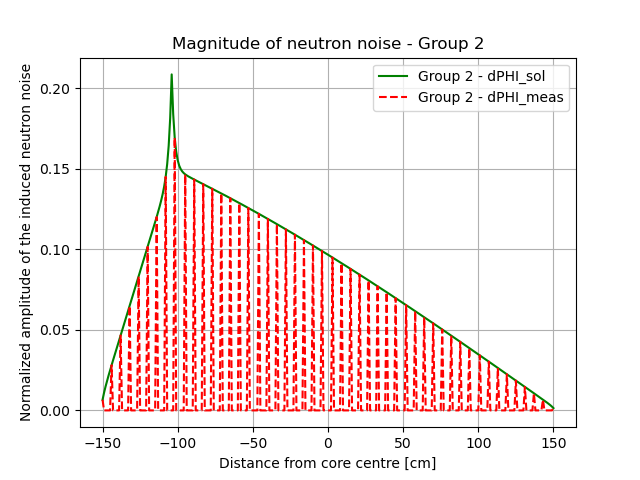 Magnitude of neutron noise - Group 2
Group 2 - dPHI_sol
Group 2 - dPHI_meas
Normalized amplitude of the induced neutron noise
0.20
0.15
0.10
0.05
0.00
−150
−100
−50
0
50
100
150
Distance from core centre [cm]